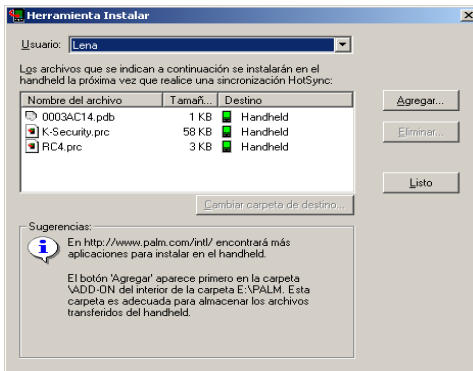 Herramienta Instalar
Usuario: Lena
Los archivos que se indican a continuación se instalarán en el
handheld la próxima vez que realice una sincronización HotSync:
Nombre del archivo Tamañ... Destino
0003AC14.pdb 1 KB Handheld
K-Security.prc 58 KB Handheld
RC4.prc 3 KB Handheld
Agregar...
Eliminar...
Listo
Cambiar carpeta de destino...
Sugerencias:
En http://www.palm.com/intl/ encontrará más
aplicaciones para instalar en el handheld.
El botón 'Agregar' aparece primero en la carpeta
\ADD-ON del interior de la carpeta E:\PALM. Esta
carpeta es adecuada para almacenar los archivos
transferidos del handheld.